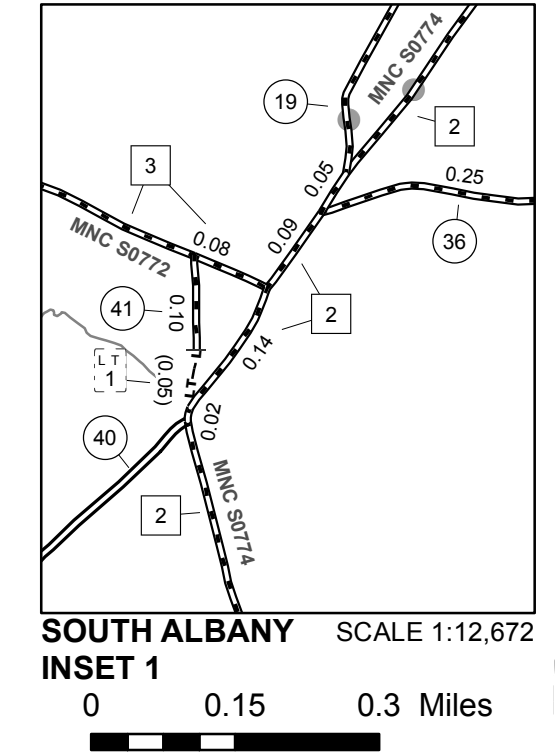 MNC S0774
19
2
3
0.05
0.25
0.09
36
MNC S0772
0.08
41
0.10
2
0.14
L T
1
(0.05)
LT
L
0.02
40
MNC S0774
2
SOUTH ALBANY
INSET 1
SCALE 1:12,672
0 0.15 0.3 Miles